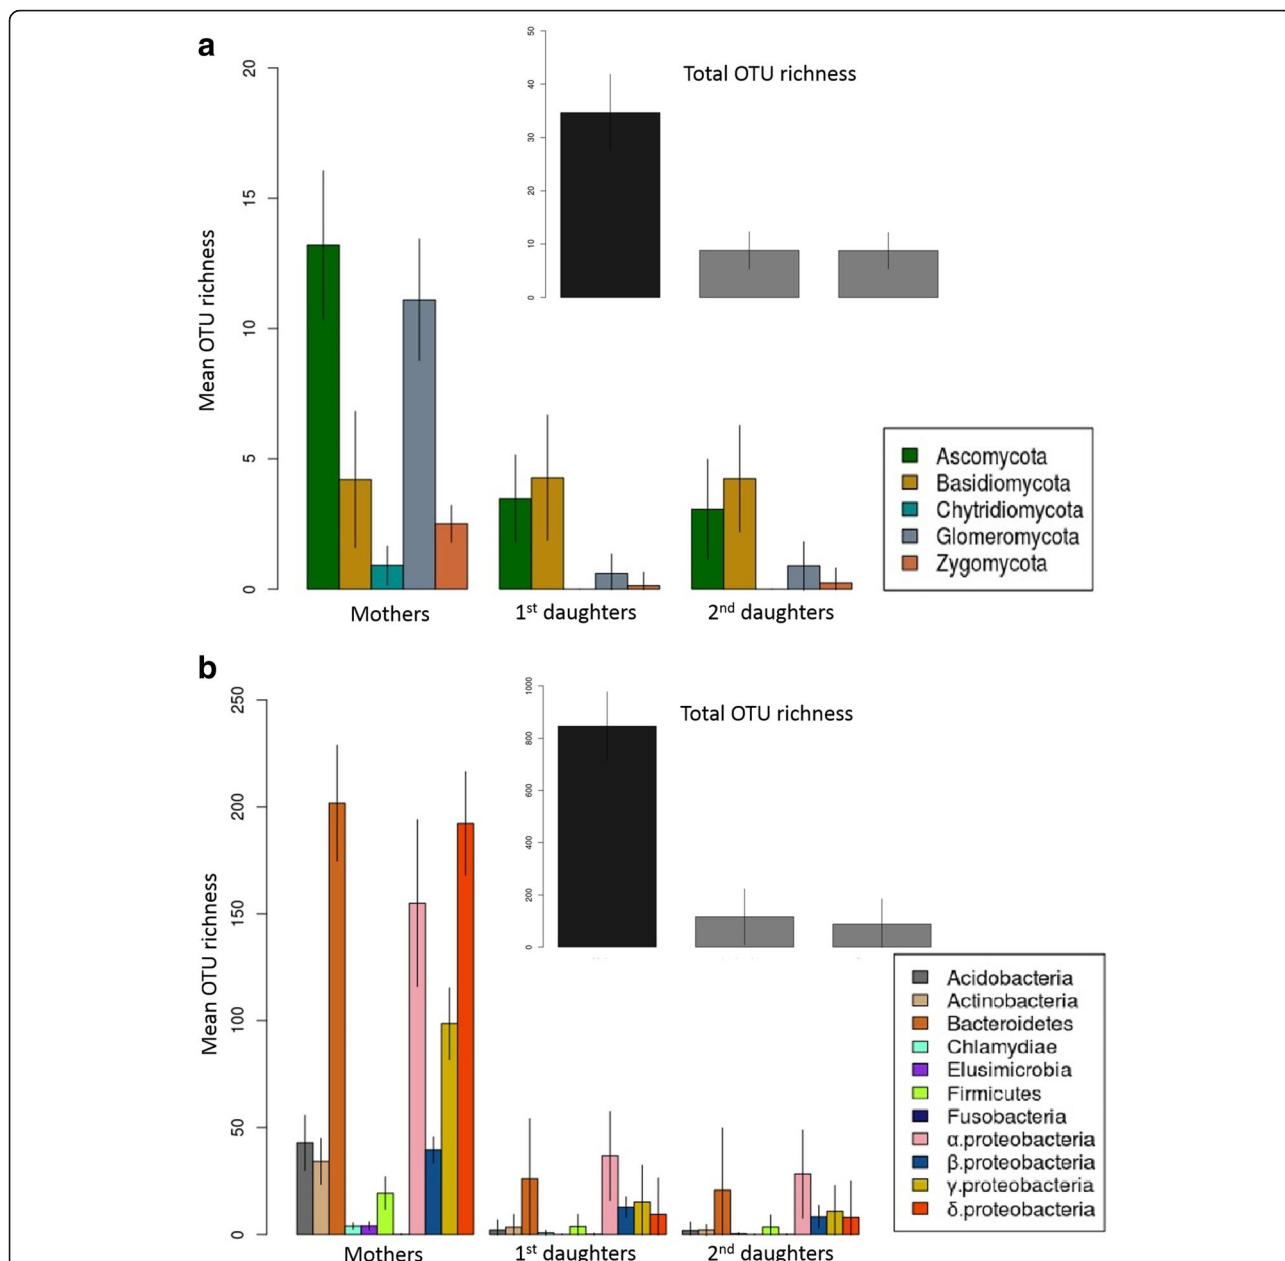 a
50
40
30
20
10
0
Total OTU richness
20
15
10
5
0
Mean OTU richness
Mothers
1st daughters
2nd daughters
Ascomycota
Basidiomycota
Chytridiomycota
Glomeromycota
Zygomycota
b
1000
800
600
400
200
0
Total OTU richness
250
200
150
100
50
0
Mean OTU richness
Mothers
1st daughters
2nd daughters
Acidobacteria
Actinobacteria
Bacteroidetes
Chlamydiae
Elusimicrobia
Firmicutes
Fusobacteria
α.proteobacteria
β.proteobacteria
γ.proteobacteria
δ.proteobacteria